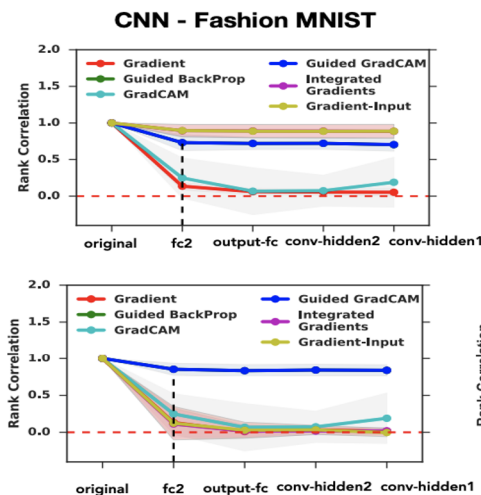 CNN - Fashion MNIST
2.0
1.5
1.0
0.5
0.0
Rank Correlation
Gradient
Guided BackProp
GradCAM
Guided GradCAM
Integrated
Gradients
Gradient-Input
original
fc2
output-fc
conv-hidden2
conv-hidden1
2.0
1.5
1.0
0.5
0.0
Rank Correlation
Gradient
Guided BackProp
GradCAM
Guided GradCAM
Integrated
Gradients
Gradient-Input
original
fc2
output-fc
conv-hidden2
conv-hidden1
Rank Correlation